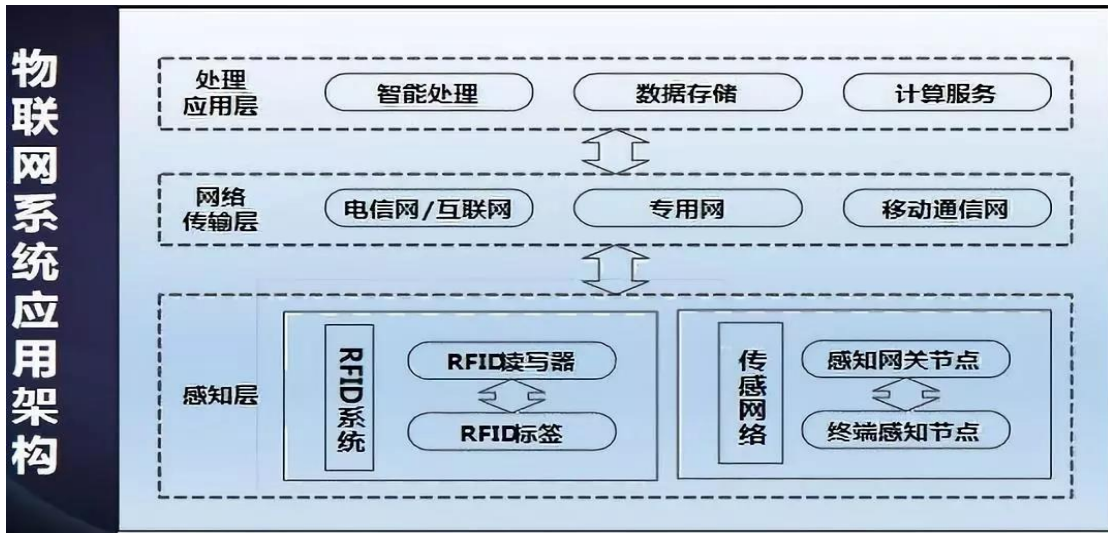 物联网系统应用架构
处理
应用层
智能处理
数据存储
计算服务
网络
传输层
电信网/互联网
专用网
移动通信网
感知层
RFID系统
RFID读写器
RFID标签
传感网络
感知网关节点
终端感知节点